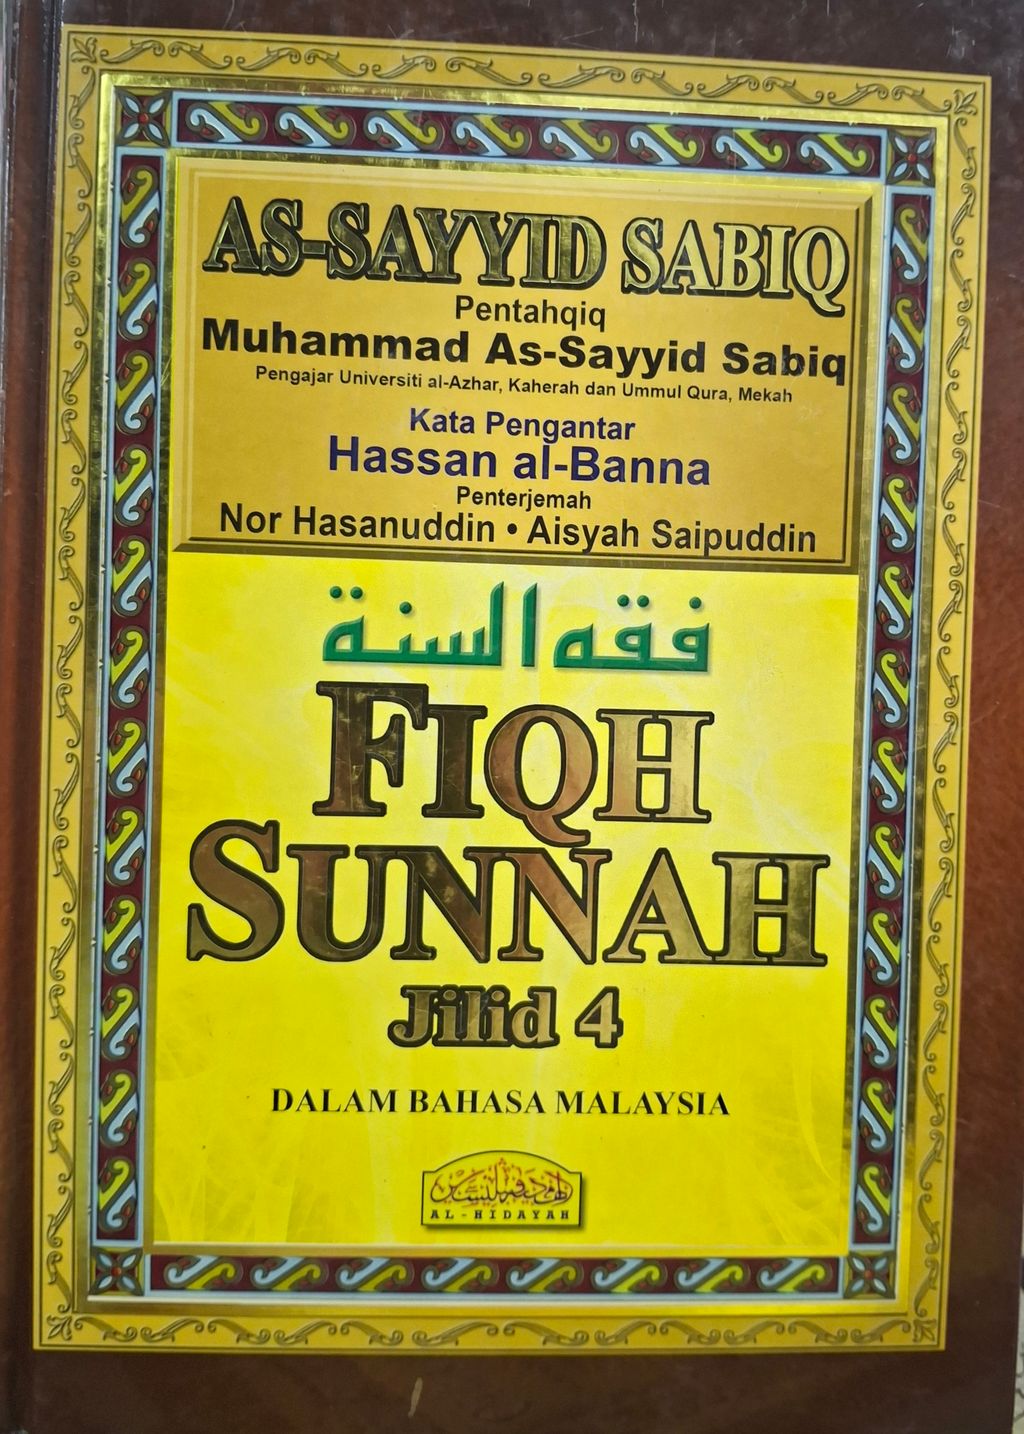 AS-SAYYID SABIQ
Pentahqiq
Muhammad As-Sayyid Sabiq
Pengajar Universiti al-Azhar, Kaherah dan Ummul Qura, Mekah
Kata Pengantar
Hassan al-Banna
Penterjemah
Nor Hasanuddin • Aisyah Saipuddin
فقه السنة
FIQH
SUNNAH
Jilid 4
DALAM BAHASA MALAYSIA
AL-HIDAYAH